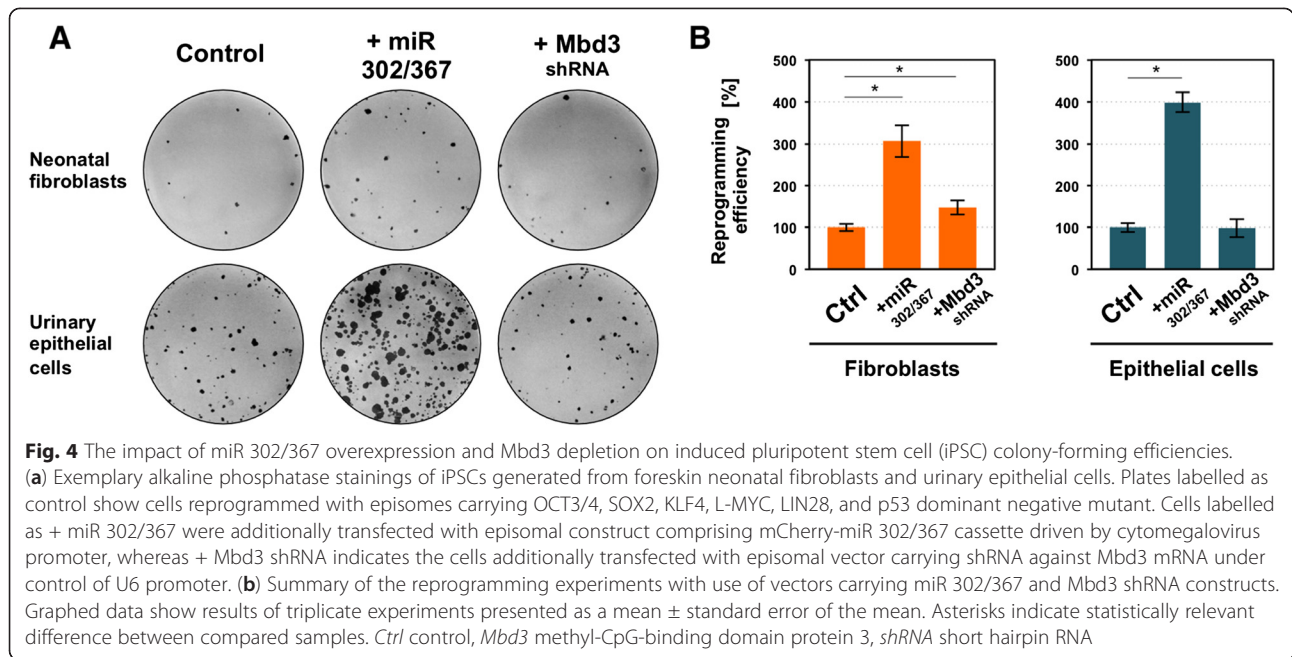 A
Control
+ miR
302/367
+ Mbd3
shRNA
Neonatal
fibroblasts
Urinary
epithelial
cells
B
Reprogramming
efficiency
[%]
500
400
300
200
100
0
*
*
Ctrl
+miR
302/367
+Mbd3
shRNA
Fibroblasts
500
400
300
200
100
0
*
Ctrl
+miR
302/367
+Mbd3
shRNA
Epithelial cells
Fig. 4 The impact of miR 302/367 overexpression and Mbd3 depletion on induced pluripotent stem cell (iPSC) colony-forming efficiencies.
(a) Exemplary alkaline phosphatase stainings of iPSCs generated from foreskin neonatal fibroblasts and urinary epithelial cells. Plates labelled as
control show cells reprogrammed with episomes carrying OCT3/4, SOX2, KLF4, L-MYC, LIN28, and p53 dominant negative mutant. Cells labelled
as + miR 302/367 were additionally transfected with episomal construct comprising mCherry-miR 302/367 cassette driven by cytomegalovirus
promoter, whereas + Mbd3 shRNA indicates the cells additionally transfected with episomal vector carrying shRNA against Mbd3 mRNA under
control of U6 promoter. (b) Summary of the reprogramming experiments with use of vectors carrying miR 302/367 and Mbd3 shRNA constructs.
Graphed data show results of triplicate experiments presented as a mean ± standard error of the mean. Asterisks indicate statistically relevant
difference between compared samples. Ctrl control, Mbd3 methyl-CpG-binding domain protein 3, shRNA short hairpin RNA